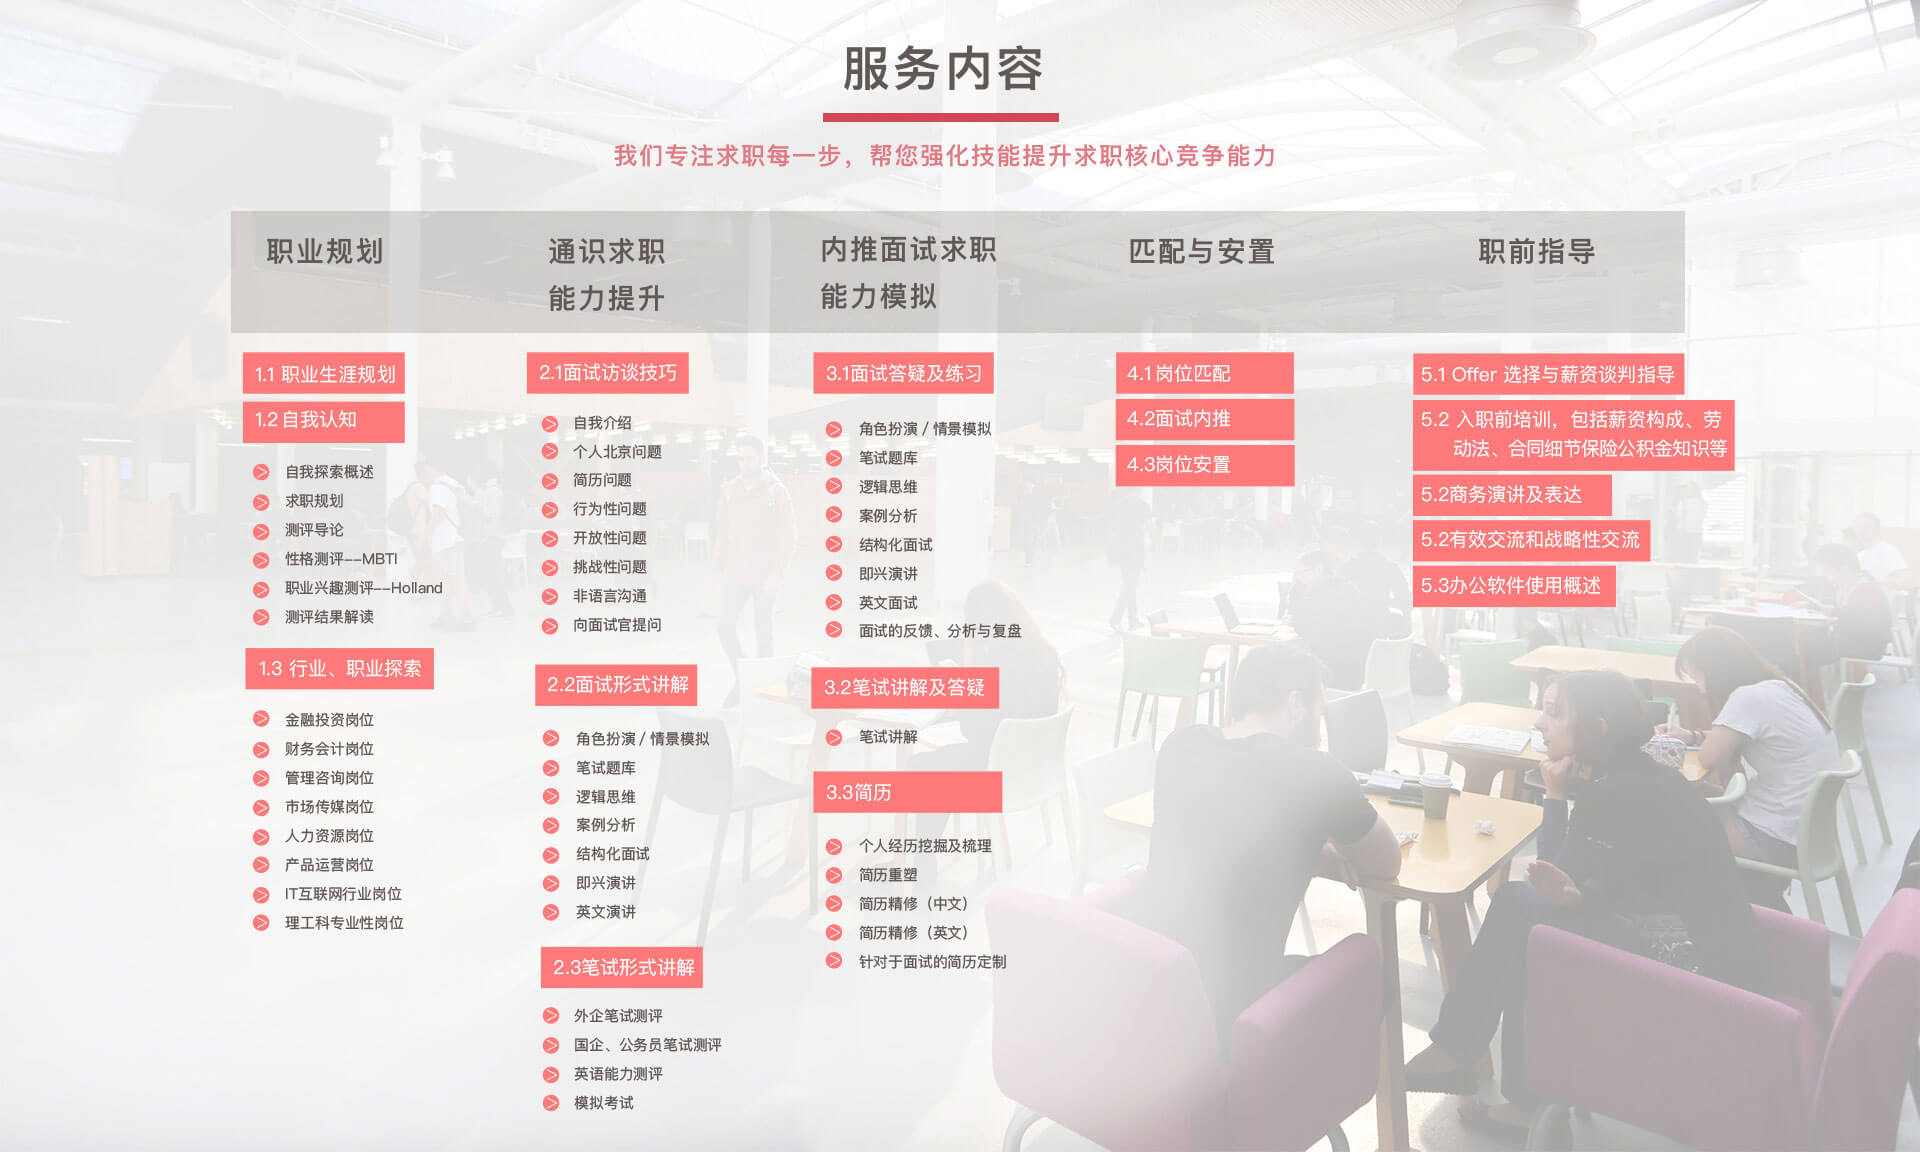 服务内容
我们专注求职每一步，帮您强化技能提升求职核心竞争能力
职业规划
1.1 职业生涯规划
1.2 自我认知
自我探索概述
求职规划
测评导论
性格测评--MBTI
职业兴趣测评--Holland
测评结果解读
1.3 行业、职业探索
金融投资岗位
财务会计岗位
管理咨询岗位
市场传媒岗位
人力资源岗位
产品运营岗位
IT互联网行业岗位
理工科专业性岗位
通识求职
能力提升
2.1面试访谈技巧
自我介绍
个人北京问题
简历问题
行为性问题
开放性问题
挑战性问题
非语言沟通
向面试官提问
2.2面试形式讲解
角色扮演 / 情景模拟
笔试题库
逻辑思维
案例分析
结构化面试
即兴演讲
英文演讲
2.3笔试形式讲解
外企笔试测评
国企、公务员笔试测评
英语能力测评
模拟考试
内推面试求职
能力模拟
3.1面试答疑及练习
角色扮演 / 情景模拟
笔试题库
逻辑思维
案例分析
结构化面试
即兴演讲
英文面试
面试的反馈、分析与复盘
3.2笔试讲解及答疑
笔试讲解
3.3简历
个人经历挖掘及梳理
简历重塑
简历精修（中文）
简历精修（英文）
针对于面试的简历定制
匹配与安置
4.1岗位匹配
4.2面试内推
4.3岗位安置
职前指导
5.1 Offer 选择与薪资谈判指导
5.2 入职前培训，包括薪资构成、劳
动法、合同细节保险公积金知识等
5.2商务演讲及表达
5.2有效交流和战略性交流
5.3办公软件使用概述